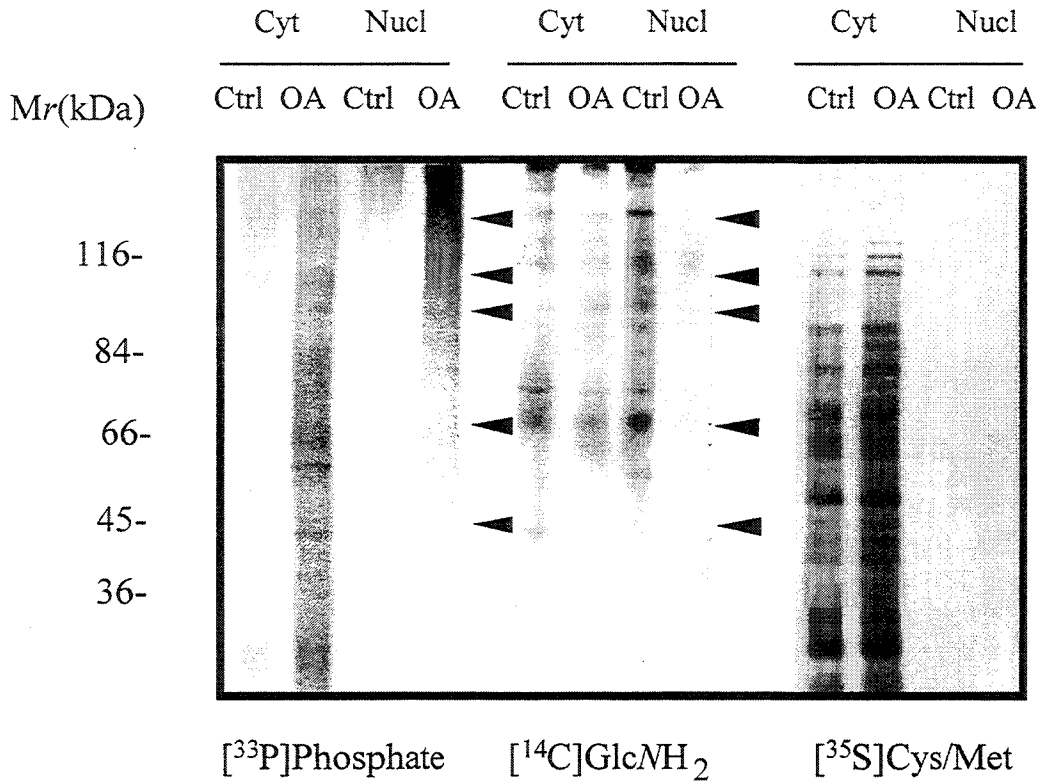 Cyt Nucl Cyt Nucl Cyt Nucl
Mr(kDa) Ctrl OA Ctrl OA Ctrl OA Ctrl OA Ctrl OA Ctrl OA
116-
84-
66-
45-
36-
[³³P]Phosphate [¹⁴C]GlcNH₂ [³⁵S]Cys/Met